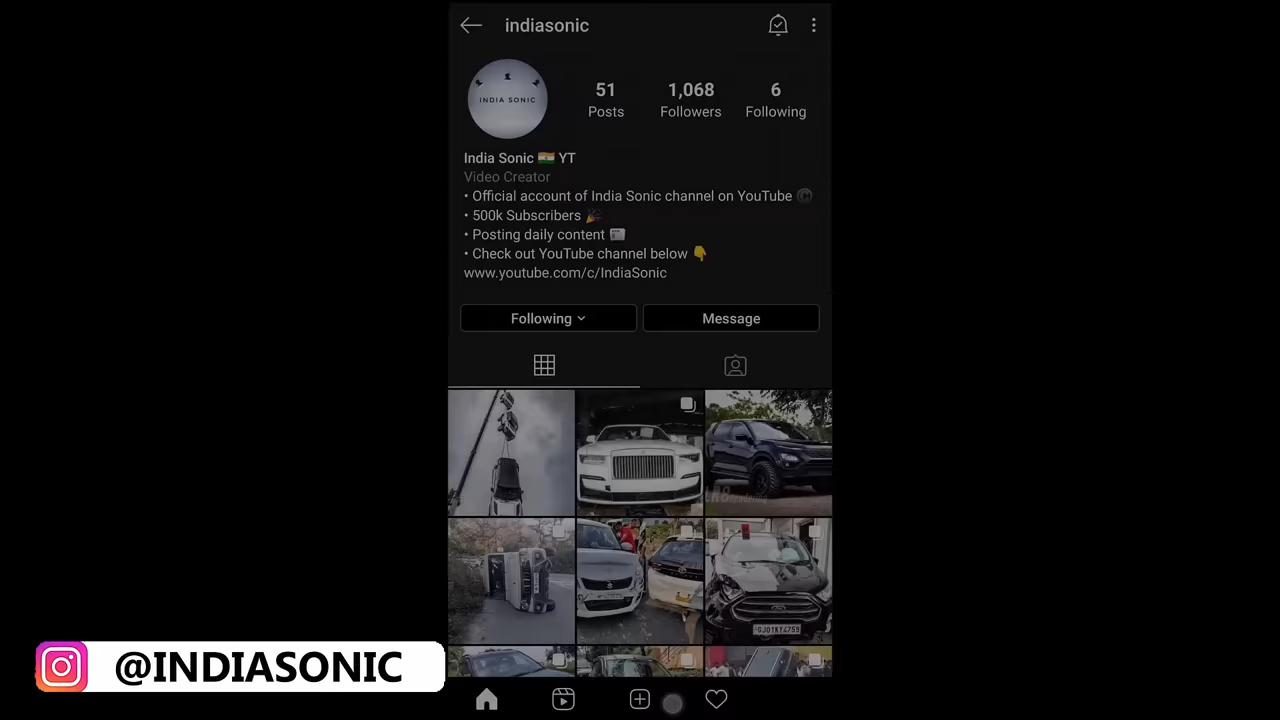 indiasonic
INDIA SONIC
51
Posts
1,068
Followers
6
Following
India Sonic 🇮🇳 YT
Video Creator
• Official account of India Sonic channel on YouTube
• 500k Subscribers 🎉
• Posting daily content
• Check out YouTube channel below 👇
www.youtube.com/c/IndiaSonic
Following
Message
GJ01KY4759
@INDIASONIC